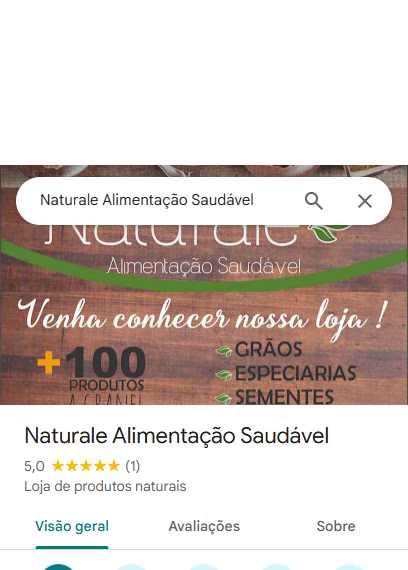 Naturale Alimentação Saudável
Naturale
Alimentação Saudável
Venha conhecer nossa loja !
+100
PRODUTOS
A GRANEL
GRÃOS
ESPECIARIAS
SEMENTES
Naturale Alimentação Saudável
5,0 ★★★★★ (1)
Loja de produtos naturais
Visão geral Avaliações Sobre